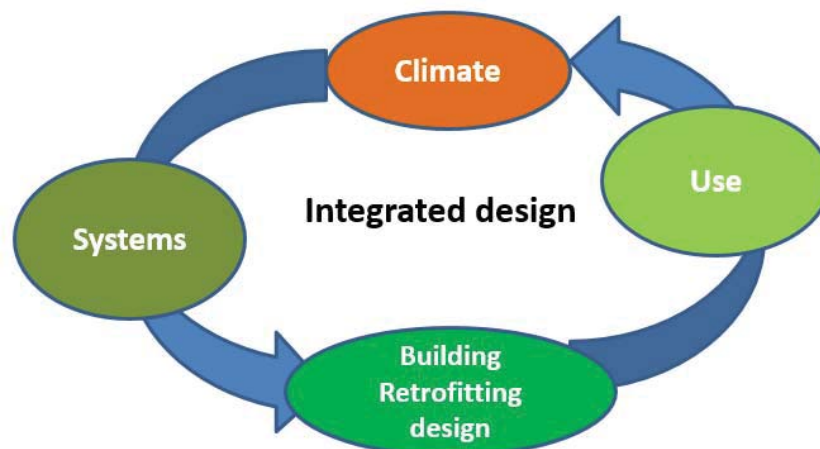 Climate
Use
Integrated design
Systems
Building
Retrofitting
design